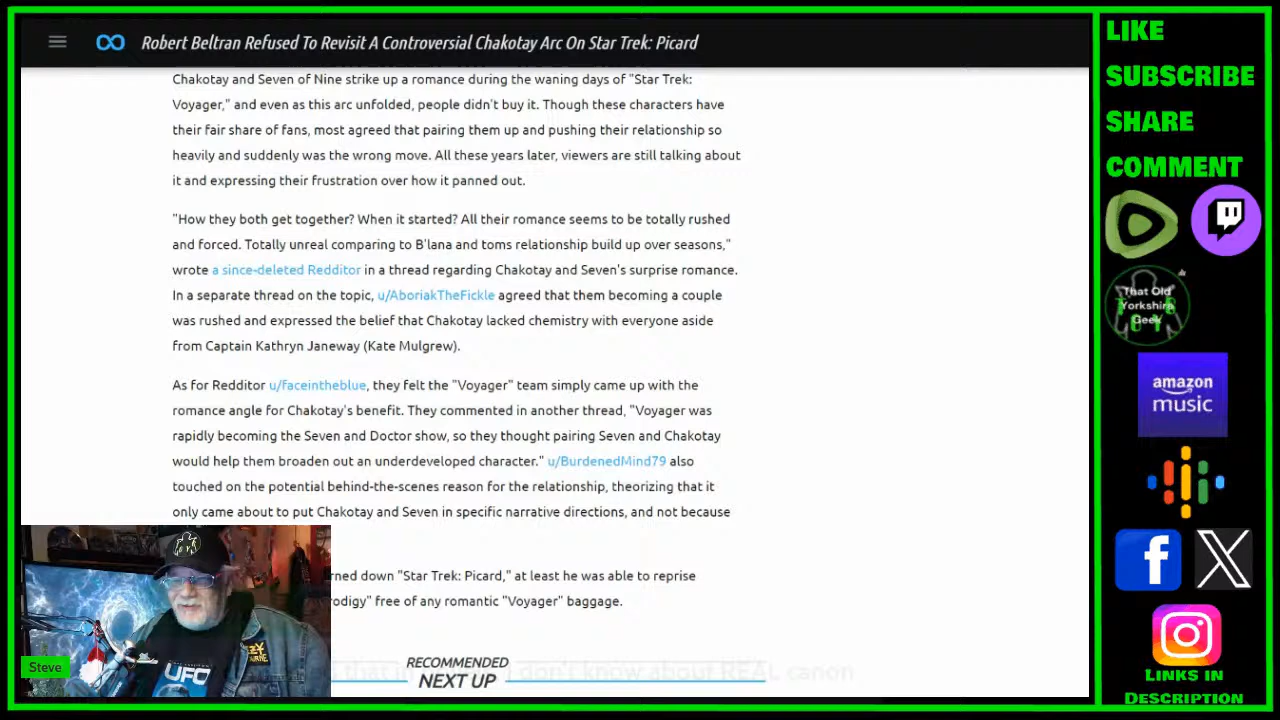 Robert Beltran Refused To Revisit A Controversial Chakotay Arc On Star Trek: Picard
Chakotay and Seven of Nine strike up a romance during the waning days of "Star Trek:
Voyager," and even as this arc unfolded, people didn't buy it. Though these characters have
their fair share of fans, most agreed that pairing them up and pushing their relationship so
heavily and suddenly was the wrong move. All these years later, viewers are still talking about
it and expressing their frustration over how it panned out.
"How they both get together? When it started? All their romance seems to be totally rushed
and forced. Totally unreal comparing to B'lana and toms relationship build up over seasons,"
wrote a since-deleted Redditor in a thread regarding Chakotay and Seven's surprise romance.
In a separate thread on the topic, u/AboriakTheFickle agreed that them becoming a couple
was rushed and expressed the belief that Chakotay lacked chemistry with everyone aside
from Captain Kathryn Janeway (Kate Mulgrew).
As for Redditor u/faceintheblue, they felt the "Voyager" team simply came up with the
romance angle for Chakotay's benefit. They commented in another thread, "Voyager was
rapidly becoming the Seven and Doctor show, so they thought pairing Seven and Chakotay
would help them broaden out an underdeveloped character." u/BurdenedMind79 also
touched on the potential behind-the-scenes reason for the relationship, theorizing that it
only came about to put Chakotay and Seven in specific narrative directions, and not because
rned down "Star Trek: Picard," at least he was able to reprise
rodigy" free of any romantic "Voyager" baggage.
RECOMMENDED
NEXT UP
that in
don't know about REAL canon
Steve
UFO
LIKE
SUBSCRIBE
SHARE
COMMENT
That Old
Yorkshire
Geek
amazon
music
LINKS IN
DESCRIPTION